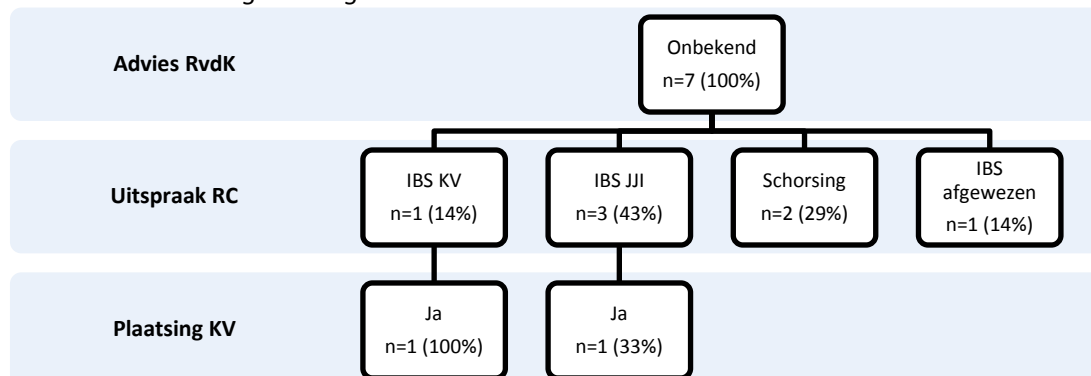 Advies RvdK
Onbekend
n=7 (100%)
Uitspraak RC
IBS KV
n=1 (14%)
IBS JJI
n=3 (43%)
Schorsing
n=2 (29%)
IBS
afgewezen
n=1 (14%)
Plaatsing KV
Ja
n=1 (100%)
Ja
n=1 (33%)